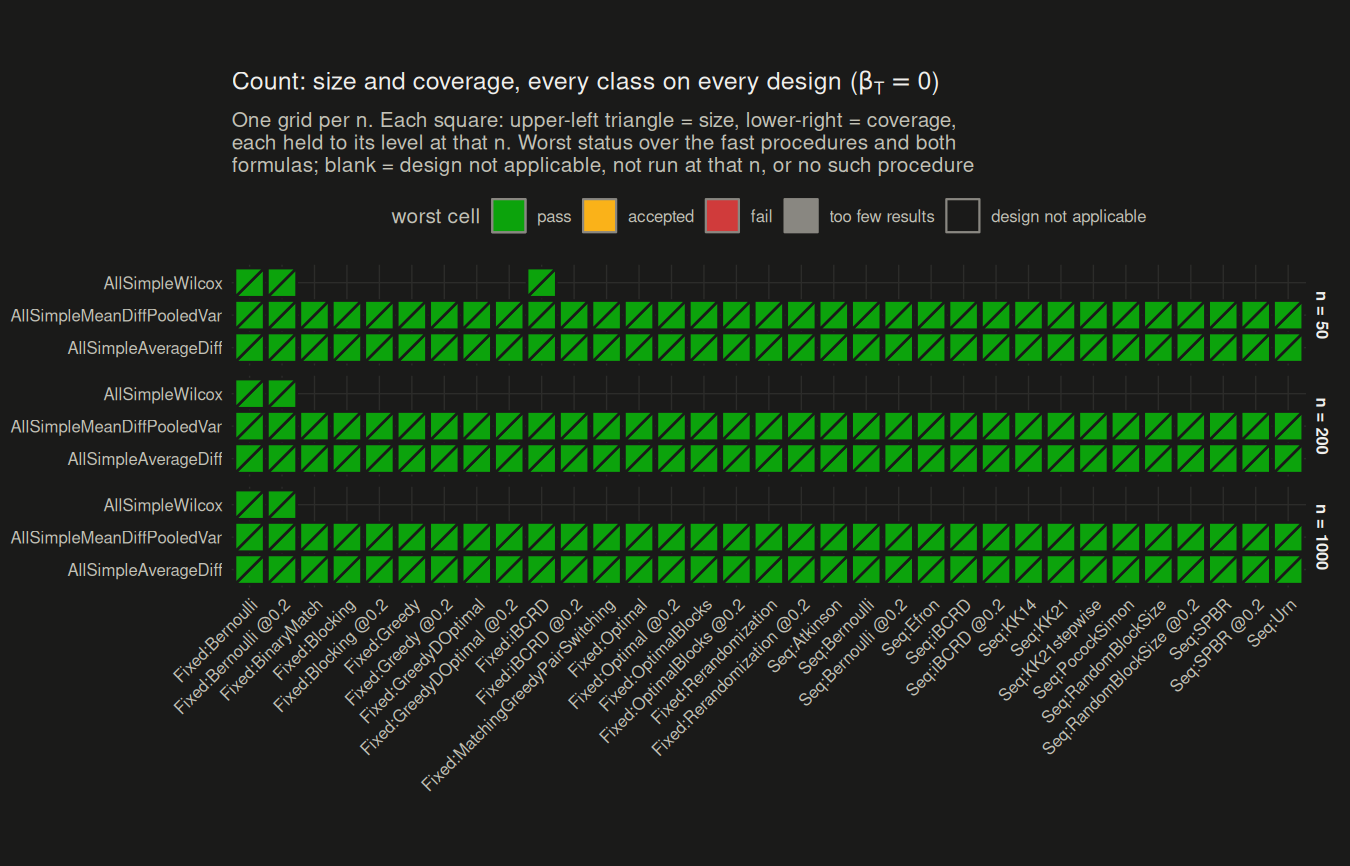 Count: size and coverage, every class on every design (βT = 0)
One grid per n. Each square: upper-left triangle = size, lower-right = coverage,
each held to its level at that n. Worst status over the fast procedures and both
formulas; blank = design not applicable, not run at that n, or no such procedure
worst cell pass accepted fail too few results design not applicable
AllSimpleWilcox
AllSimpleMeanDiffPooledVar
AllSimpleAverageDiff
n = 50
AllSimpleWilcox
AllSimpleMeanDiffPooledVar
AllSimpleAverageDiff
n = 200
AllSimpleWilcox
AllSimpleMeanDiffPooledVar
AllSimpleAverageDiff
n = 1000
Fixed:Bernoulli
Fixed:Bernoulli @0.2
Fixed:BinaryMatch
Fixed:Blocking
Fixed:Blocking @0.2
Fixed:Greedy
Fixed:Greedy @0.2
Fixed:GreedyDOptimal
Fixed:GreedyDOptimal @0.2
Fixed:iBCRD
Fixed:iBCRD @0.2
Fixed:MatchingGreedyPairSwitching
Fixed:Optimal
Fixed:Optimal @0.2
Fixed:OptimalBlocks
Fixed:OptimalBlocks @0.2
Fixed:Rerandomization
Fixed:Rerandomization @0.2
Seq:Atkinson
Seq:Bernoulli
Seq:Bernoulli @0.2
Seq:Efron
Seq:iBCRD
Seq:iBCRD @0.2
Seq:KK14
Seq:KK21
Seq:KK21stepwise
Seq:PocockSimon
Seq:RandomBlockSize
Seq:RandomBlockSize @0.2
Seq:SPBR
Seq:SPBR @0.2
Seq:Urn